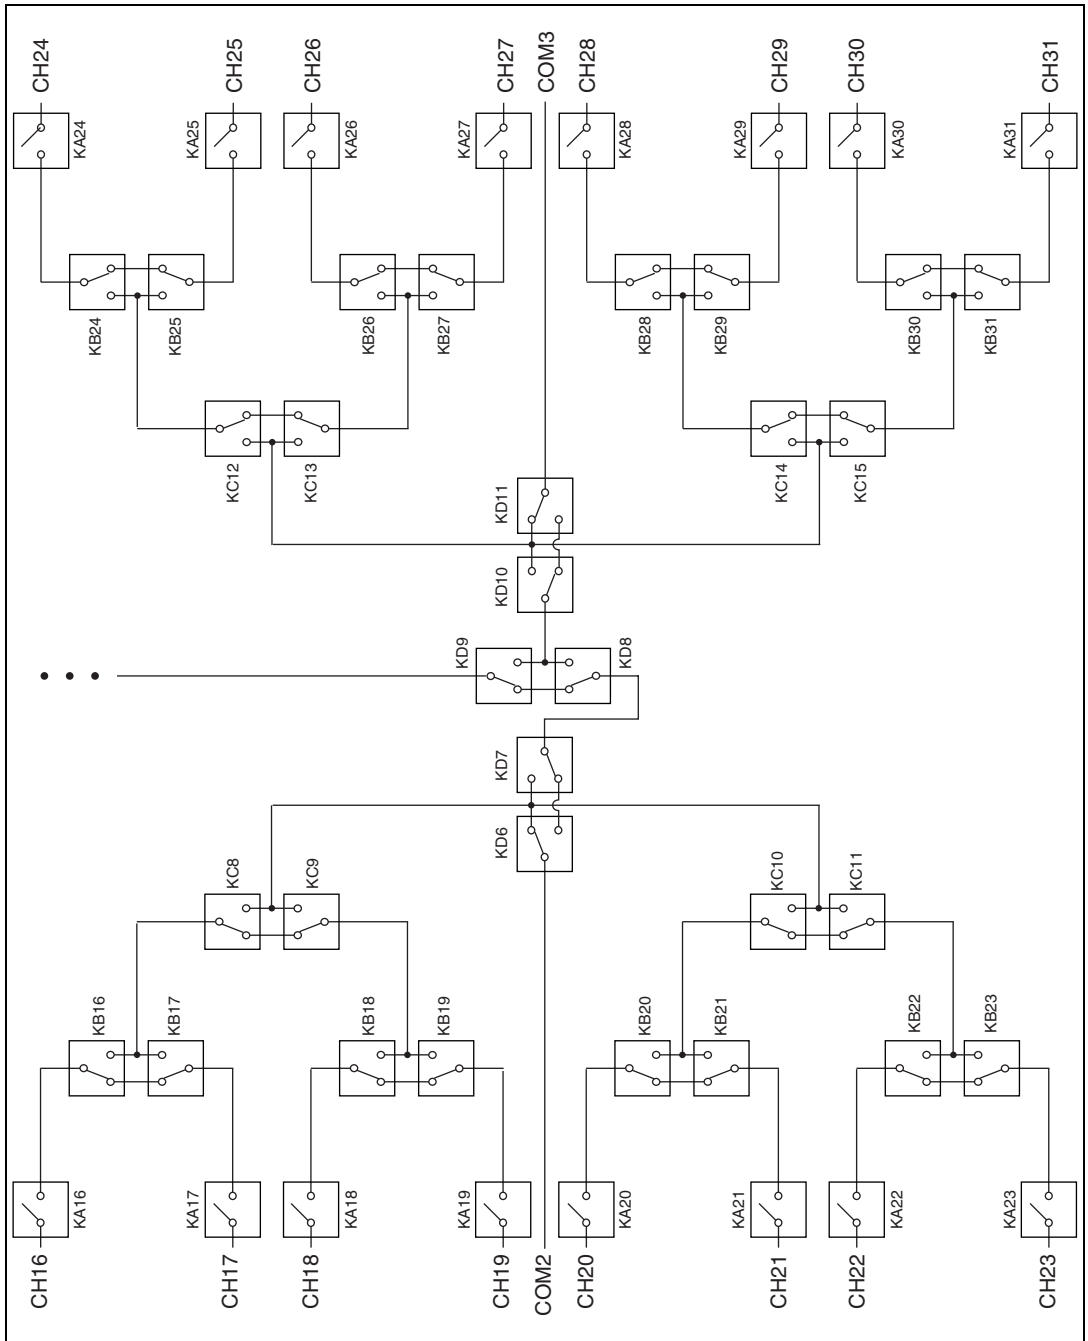 CH24 CH25 CH26 CH27 COM3 CH28 CH29 CH30 CH31
KA24 KA25 KA26 KA27 KA28 KA29 KA30 KA31
KB24 KB25 KB26 KB27 KB28 KB29 KB30 KB31
KC12 KC13 KC14 KC15
KD11
KD10
KD9 KD8
KD7
KD6
KC8 KC9 KC10 KC11
KB16 KB17 KB18 KB19 KB20 KB21 KB22 KB23
KA16 KA17 KA18 KA19 KA20 KA21 KA22 KA23
CH16 CH17 CH18 CH19 COM2 CH20 CH21 CH22 CH23